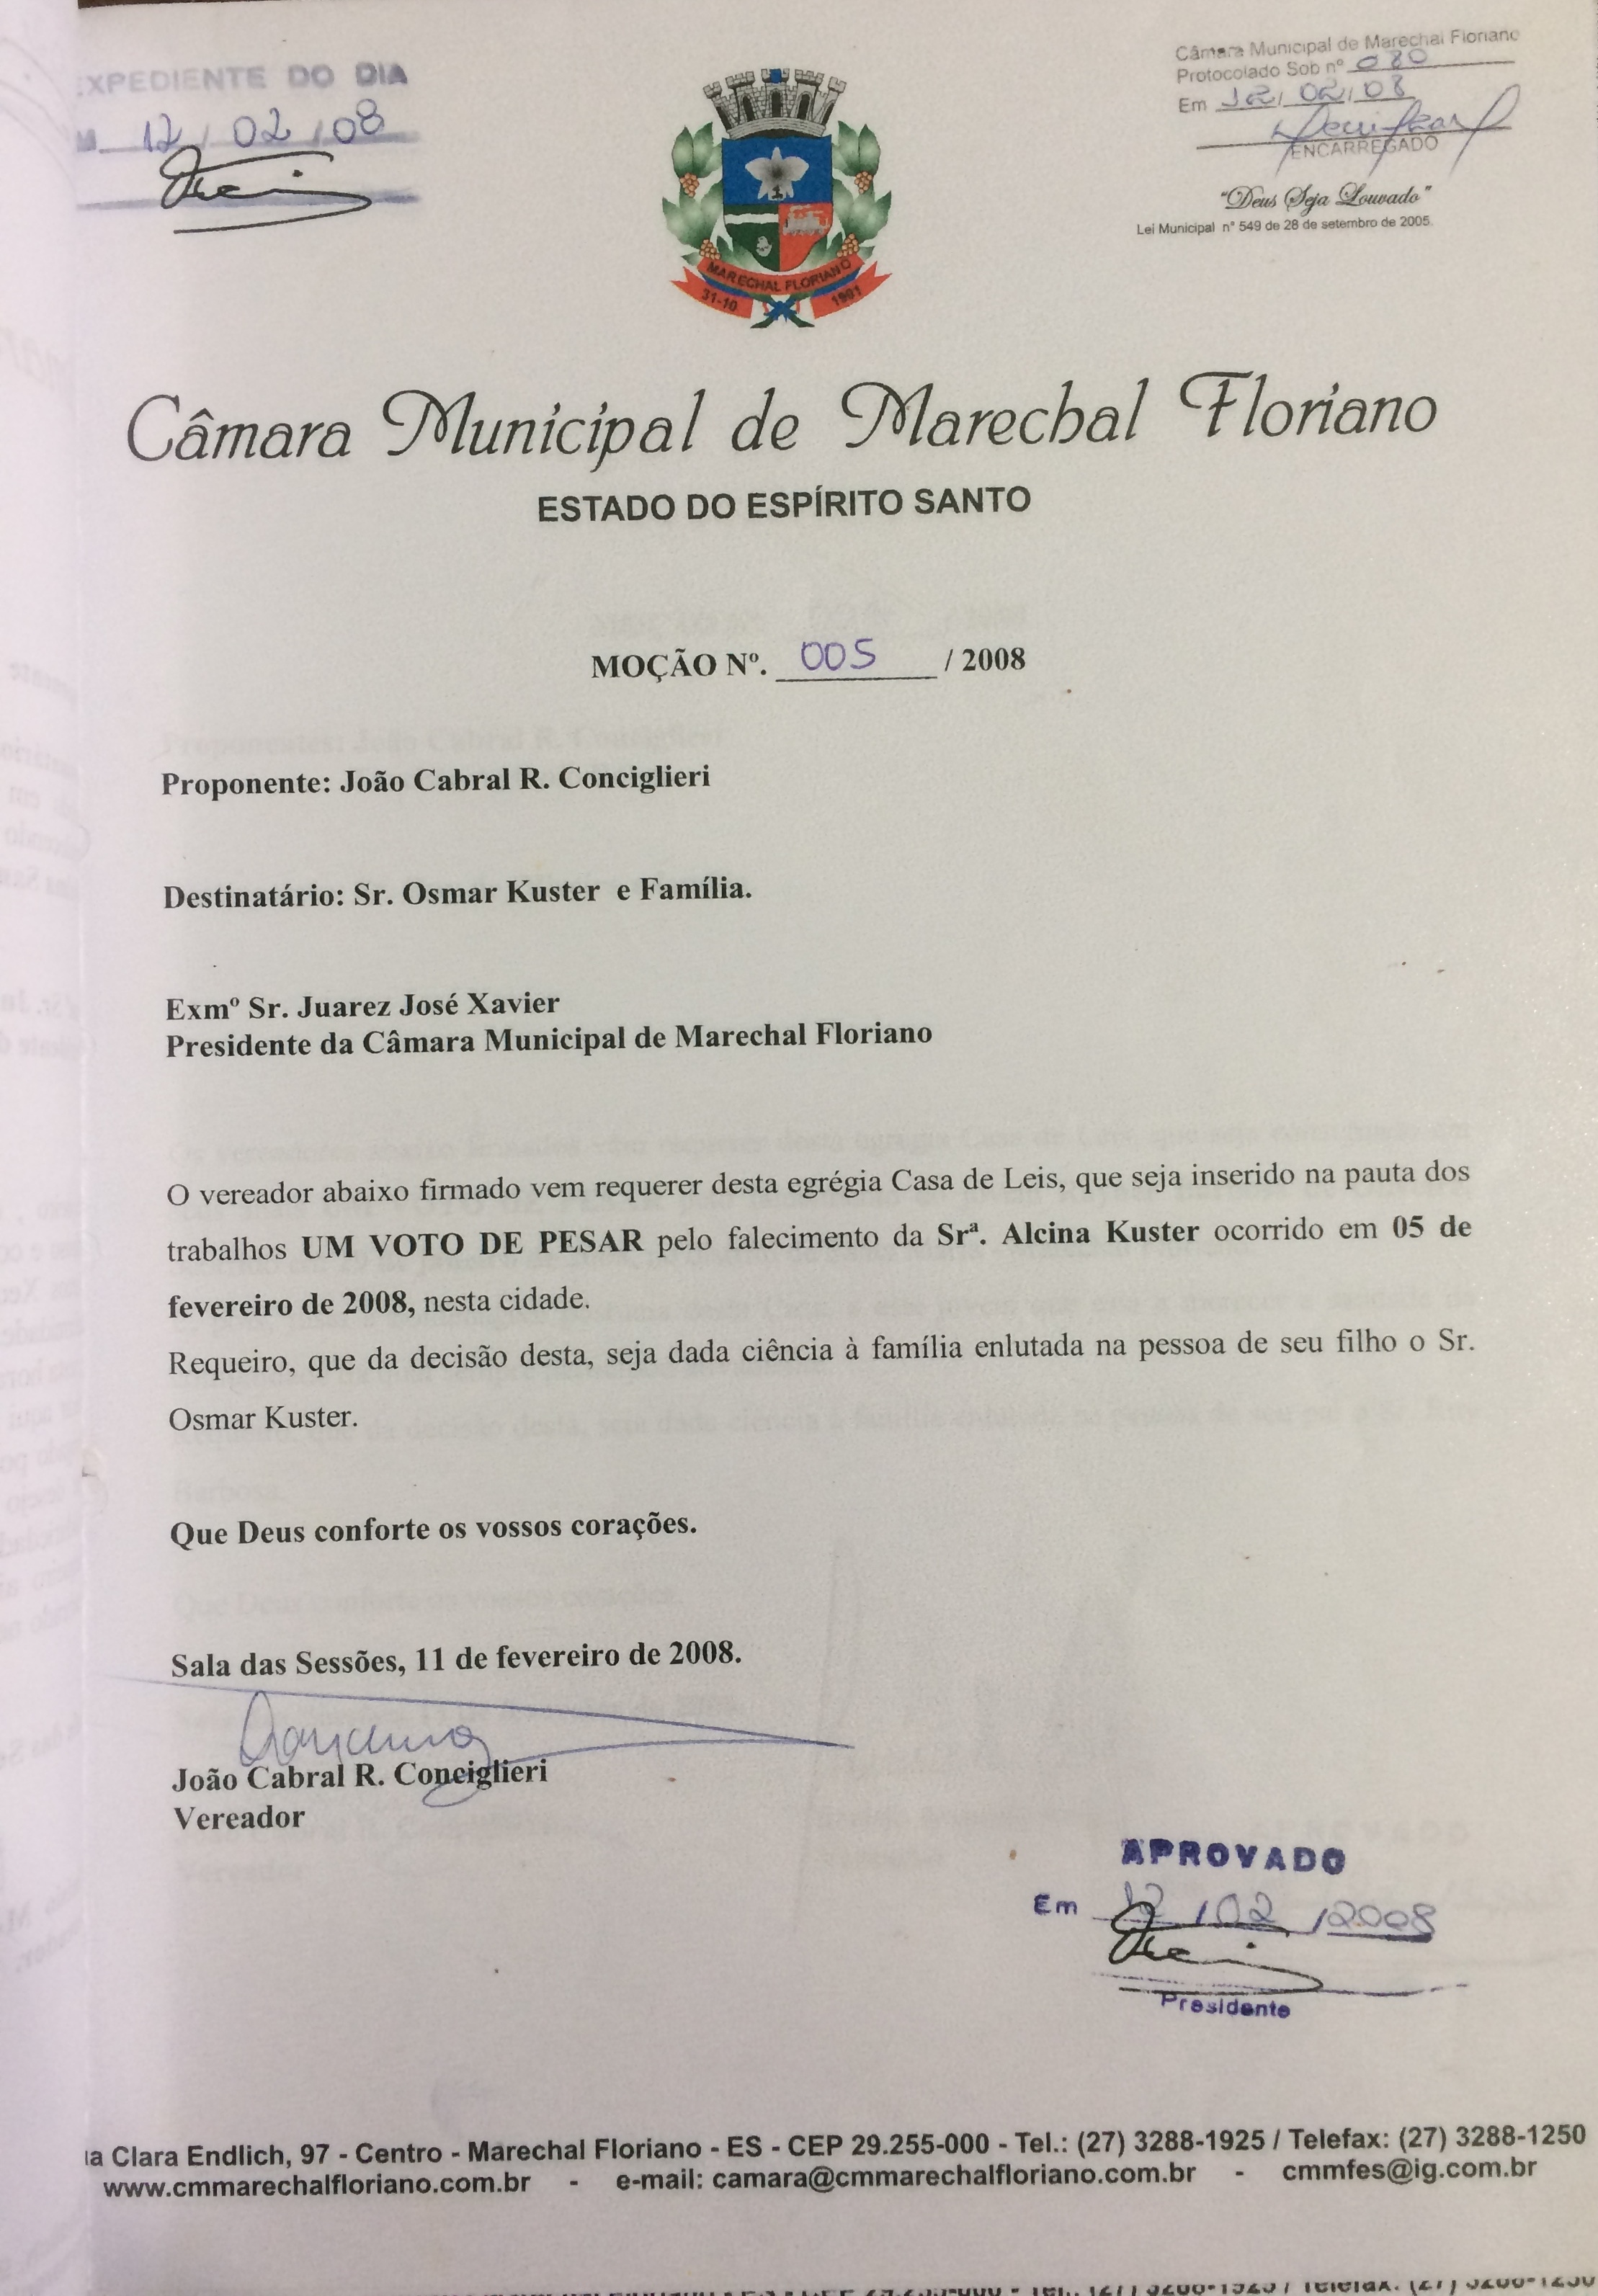 EXPEDIENTE DO DIA
12 / 02 / 08
Câmara Municipal de Marechal Floriano
Protocolado Sob nº 080
Em 12/02/08
ENCARREGADO
"Deus Seja Louvado"
Lei Municipal nº 549 de 28 de setembro de 2005.
MARECHAL FLORIANO
31-10 1991
Câmara Municipal de Marechal Floriano
ESTADO DO ESPÍRITO SANTO
MOÇÃO Nº. 005 / 2008
Proponente: João Cabral R. Conciglieri
Destinatário: Sr. Osmar Kuster e Família.
Exmº Sr. Juarez José Xavier
Presidente da Câmara Municipal de Marechal Floriano
O vereador abaixo firmado vem requerer desta egrégia Casa de Leis, que seja inserido na pauta dos
trabalhos UM VOTO DE PESAR pelo falecimento da Srª. Alcina Kuster ocorrido em 05 de
fevereiro de 2008, nesta cidade.
Requeiro, que da decisão desta, seja dada ciência à família enlutada na pessoa de seu filho o Sr.
Osmar Kuster.
Que Deus conforte os vossos corações.
Sala das Sessões, 11 de fevereiro de 2008.
João Cabral R. Conciglieri
Vereador
APROVADO
Em 12 / 02 / 2008
Presidente
Clara Endlich, 97 - Centro - Marechal Floriano - ES - CEP 29.255-000 - Tel.: (27) 3288-1925 / Telefax: (27) 3288-1250
www.cmmarechalfloriano.com.br - e-mail: camara@cmmarechalfloriano.com.br - cmmfes@ig.com.br